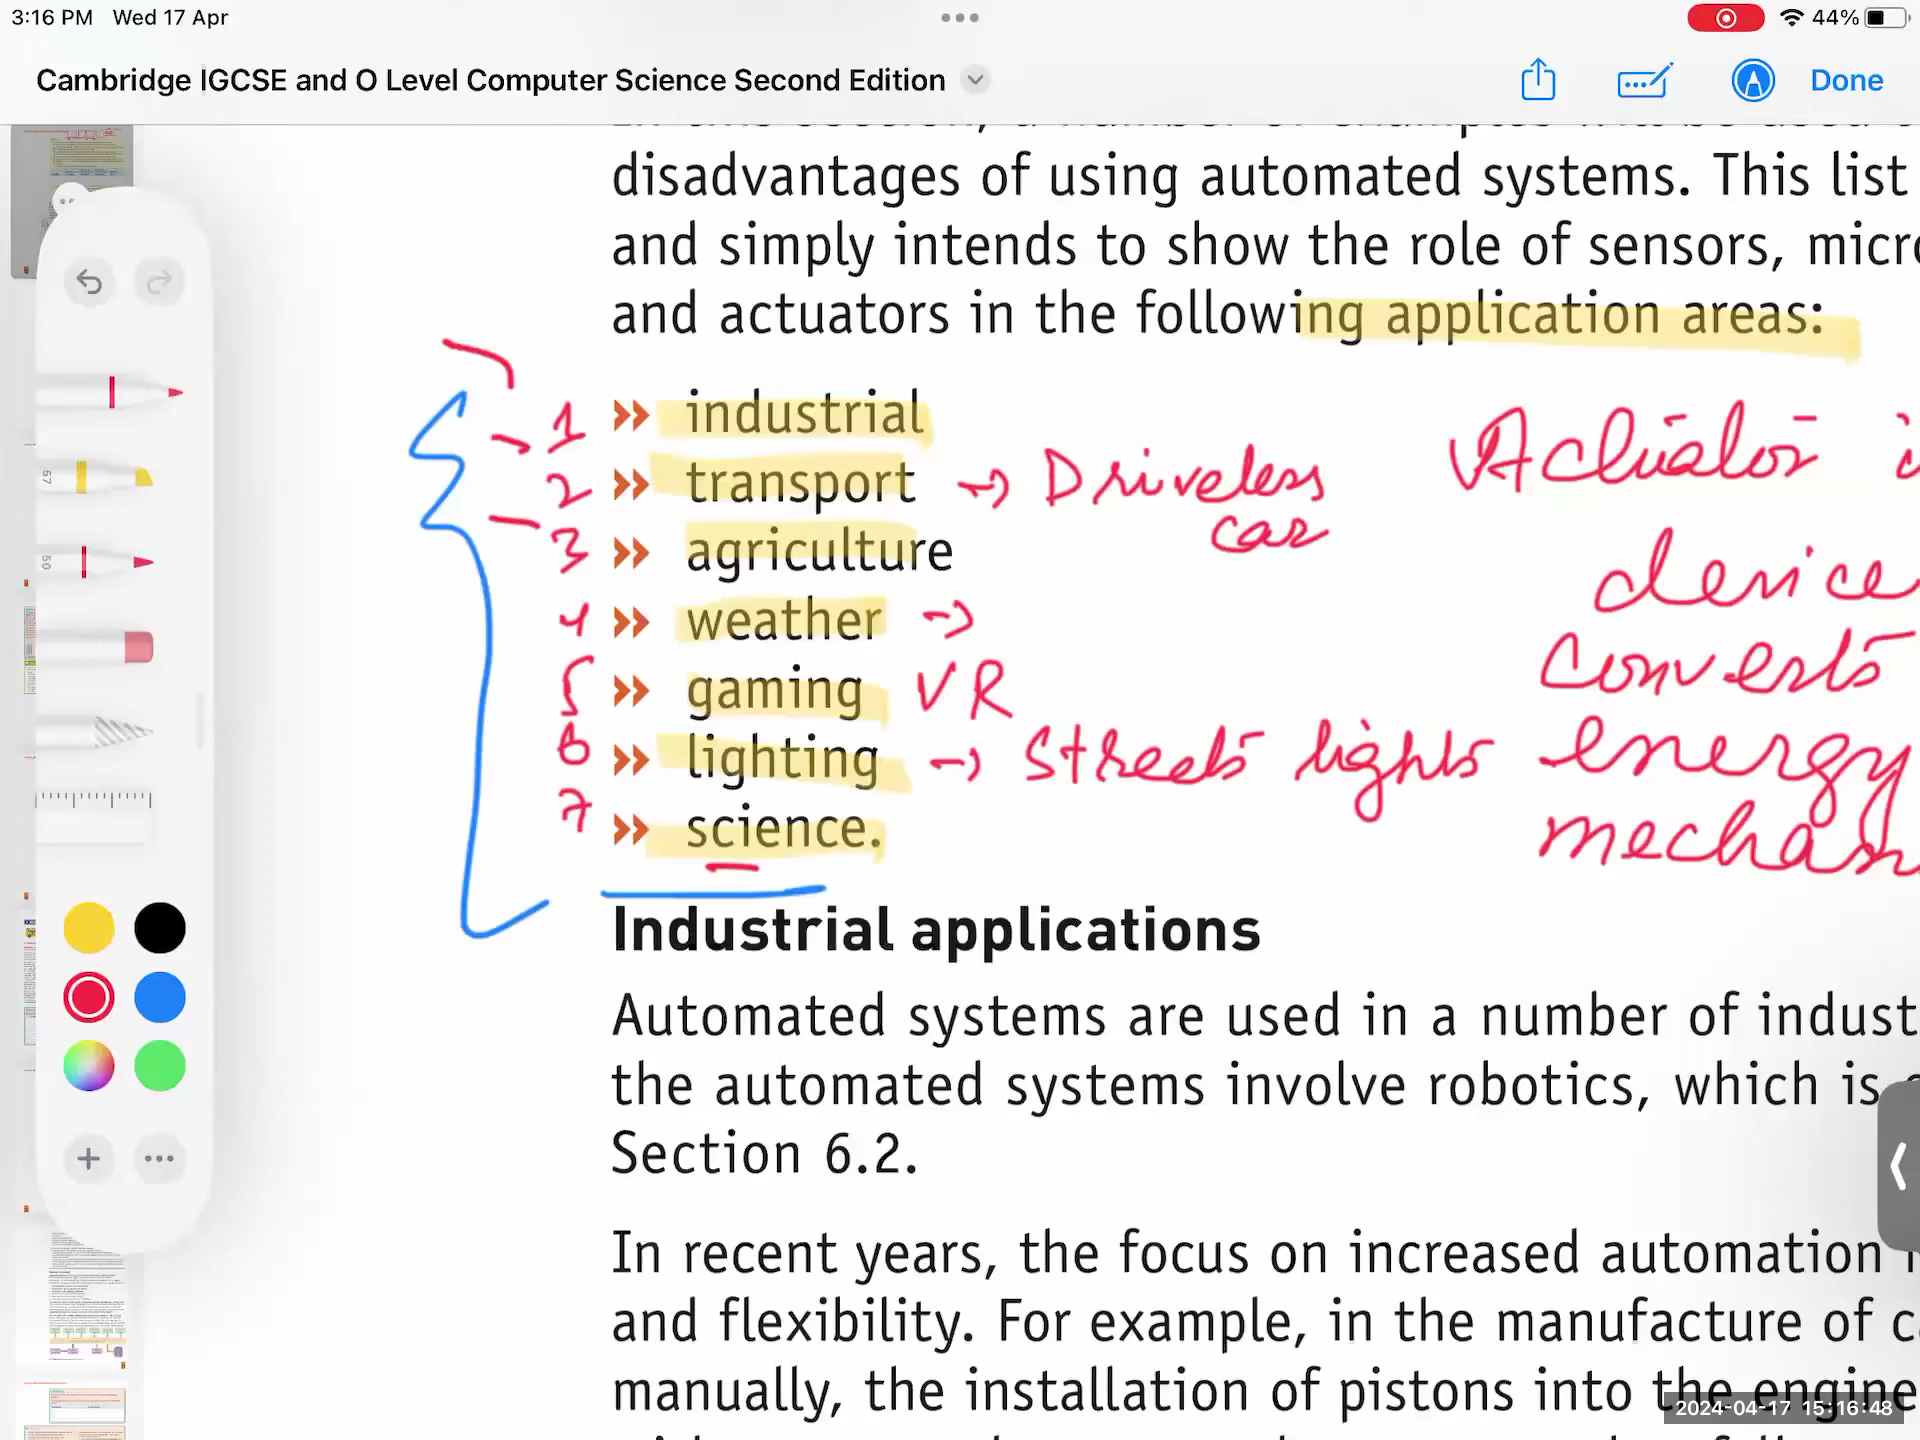 3:16 PM Wed 17 Apr
44%
Cambridge IGCSE and O Level Computer Science Second Edition
Done
disadvantages of using automated systems. This list
and simply intends to show the role of sensors, micro
and actuators in the following application areas:
1 >> industrial
2 >> transport → Driveless car
3 >> agriculture
4 >> weather →
5 >> gaming VR
6 >> lighting → Streets lights
7 >> science.
Actuator
device
converts
energy
mechan
Industrial applications
Automated systems are used in a number of indust
the automated systems involve robotics, which is
Section 6.2.
In recent years, the focus on increased automation
and flexibility. For example, in the manufacture of
manually, the installation of pistons into the engine
67
50
2024-04-17 15:16:48